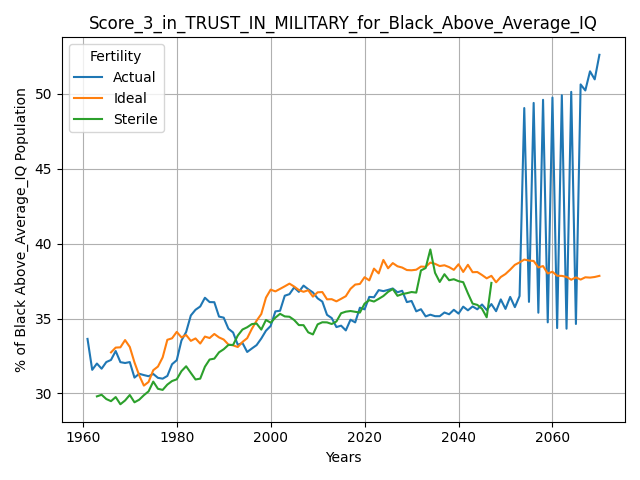 Score_3_in_TRUST_IN_MILITARY_for_Black_Above_Average_IQ
Fertility
Actual
Ideal
Sterile
% of Black Above_Average_IQ Population
50
45
40
35
30
1960
1980
2000
2020
2040
2060
Years